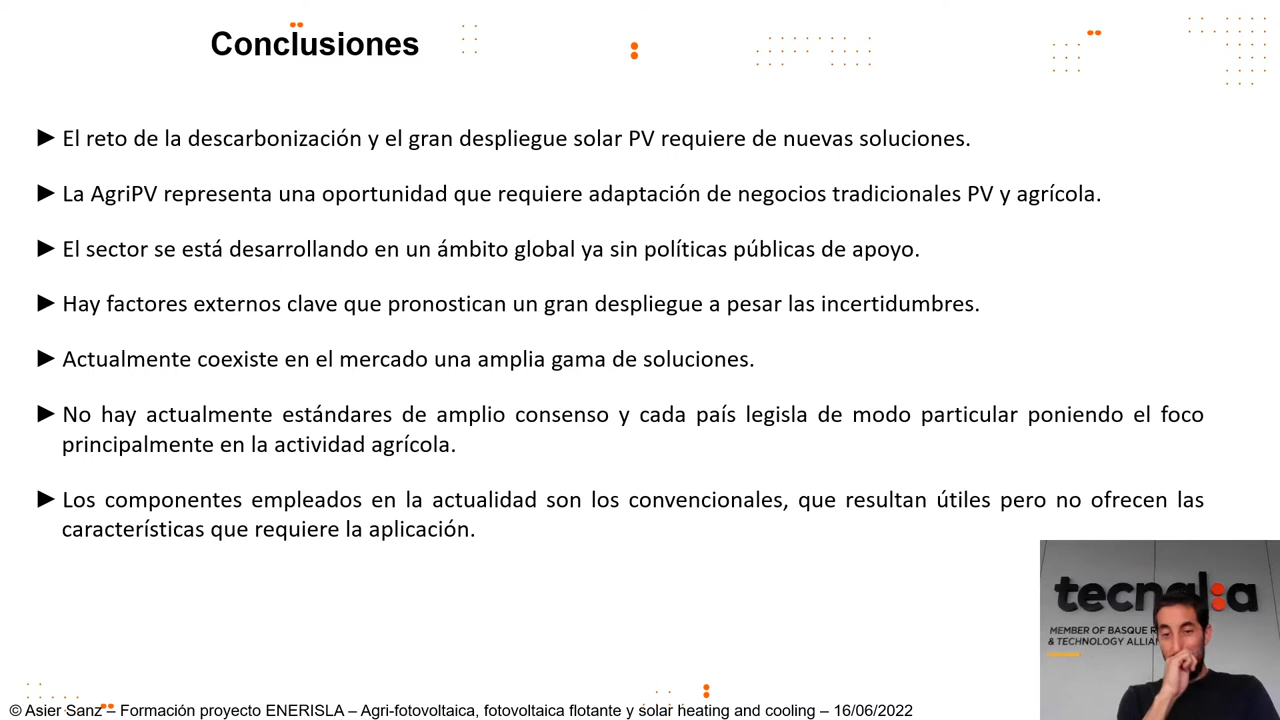 Conclusiones
► El reto de la descarbonización y el gran despliegue solar PV requiere de nuevas soluciones.
► La AgriPV representa una oportunidad que requiere adaptación de negocios tradicionales PV y agrícola.
► El sector se está desarrollando en un ámbito global ya sin políticas públicas de apoyo.
► Hay factores externos clave que pronostican un gran despliegue a pesar las incertidumbres.
► Actualmente coexiste en el mercado una amplia gama de soluciones.
► No hay actualmente estándares de amplio consenso y cada país legisla de modo particular poniendo el foco
principalmente en la actividad agrícola.
► Los componentes empleados en la actualidad son los convencionales, que resultan útiles pero no ofrecen las
características que requiere la aplicación.
tecnal:a
MEMBER OF BASQUE
& TECHNOLOGY
© Asier Sanz – Formación proyecto ENERISLA – Agri-fotovoltaica, fotovoltaica flotante y solar heating and cooling – 16/06/2022